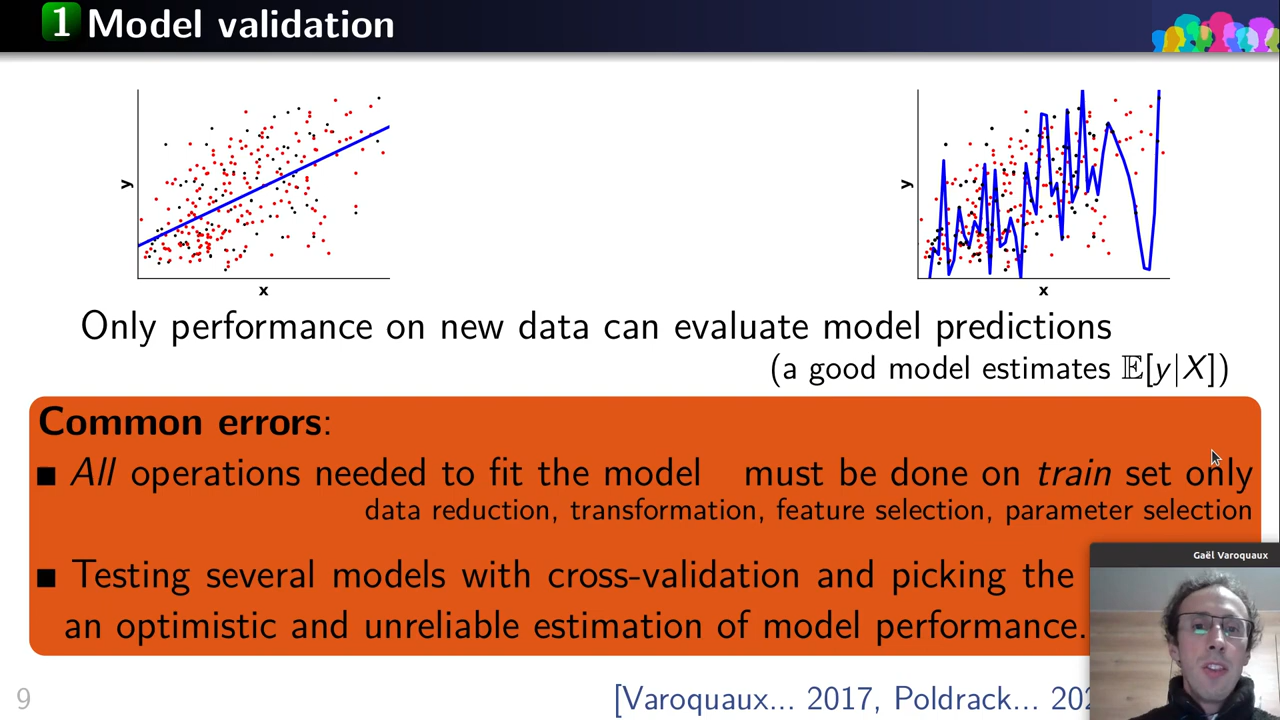 1 Model validation
y
x
y
x
Only performance on new data can evaluate model predictions
(a good model estimates 𝔼[y|X])
Common errors:
■ All operations needed to fit the model must be done on train set only
data reduction, transformation, feature selection, parameter selection
■ Testing several models with cross-validation and picking the
an optimistic and unreliable estimation of model performance.
Gaël Varoquaux
9
[Varoquaux... 2017, Poldrack...